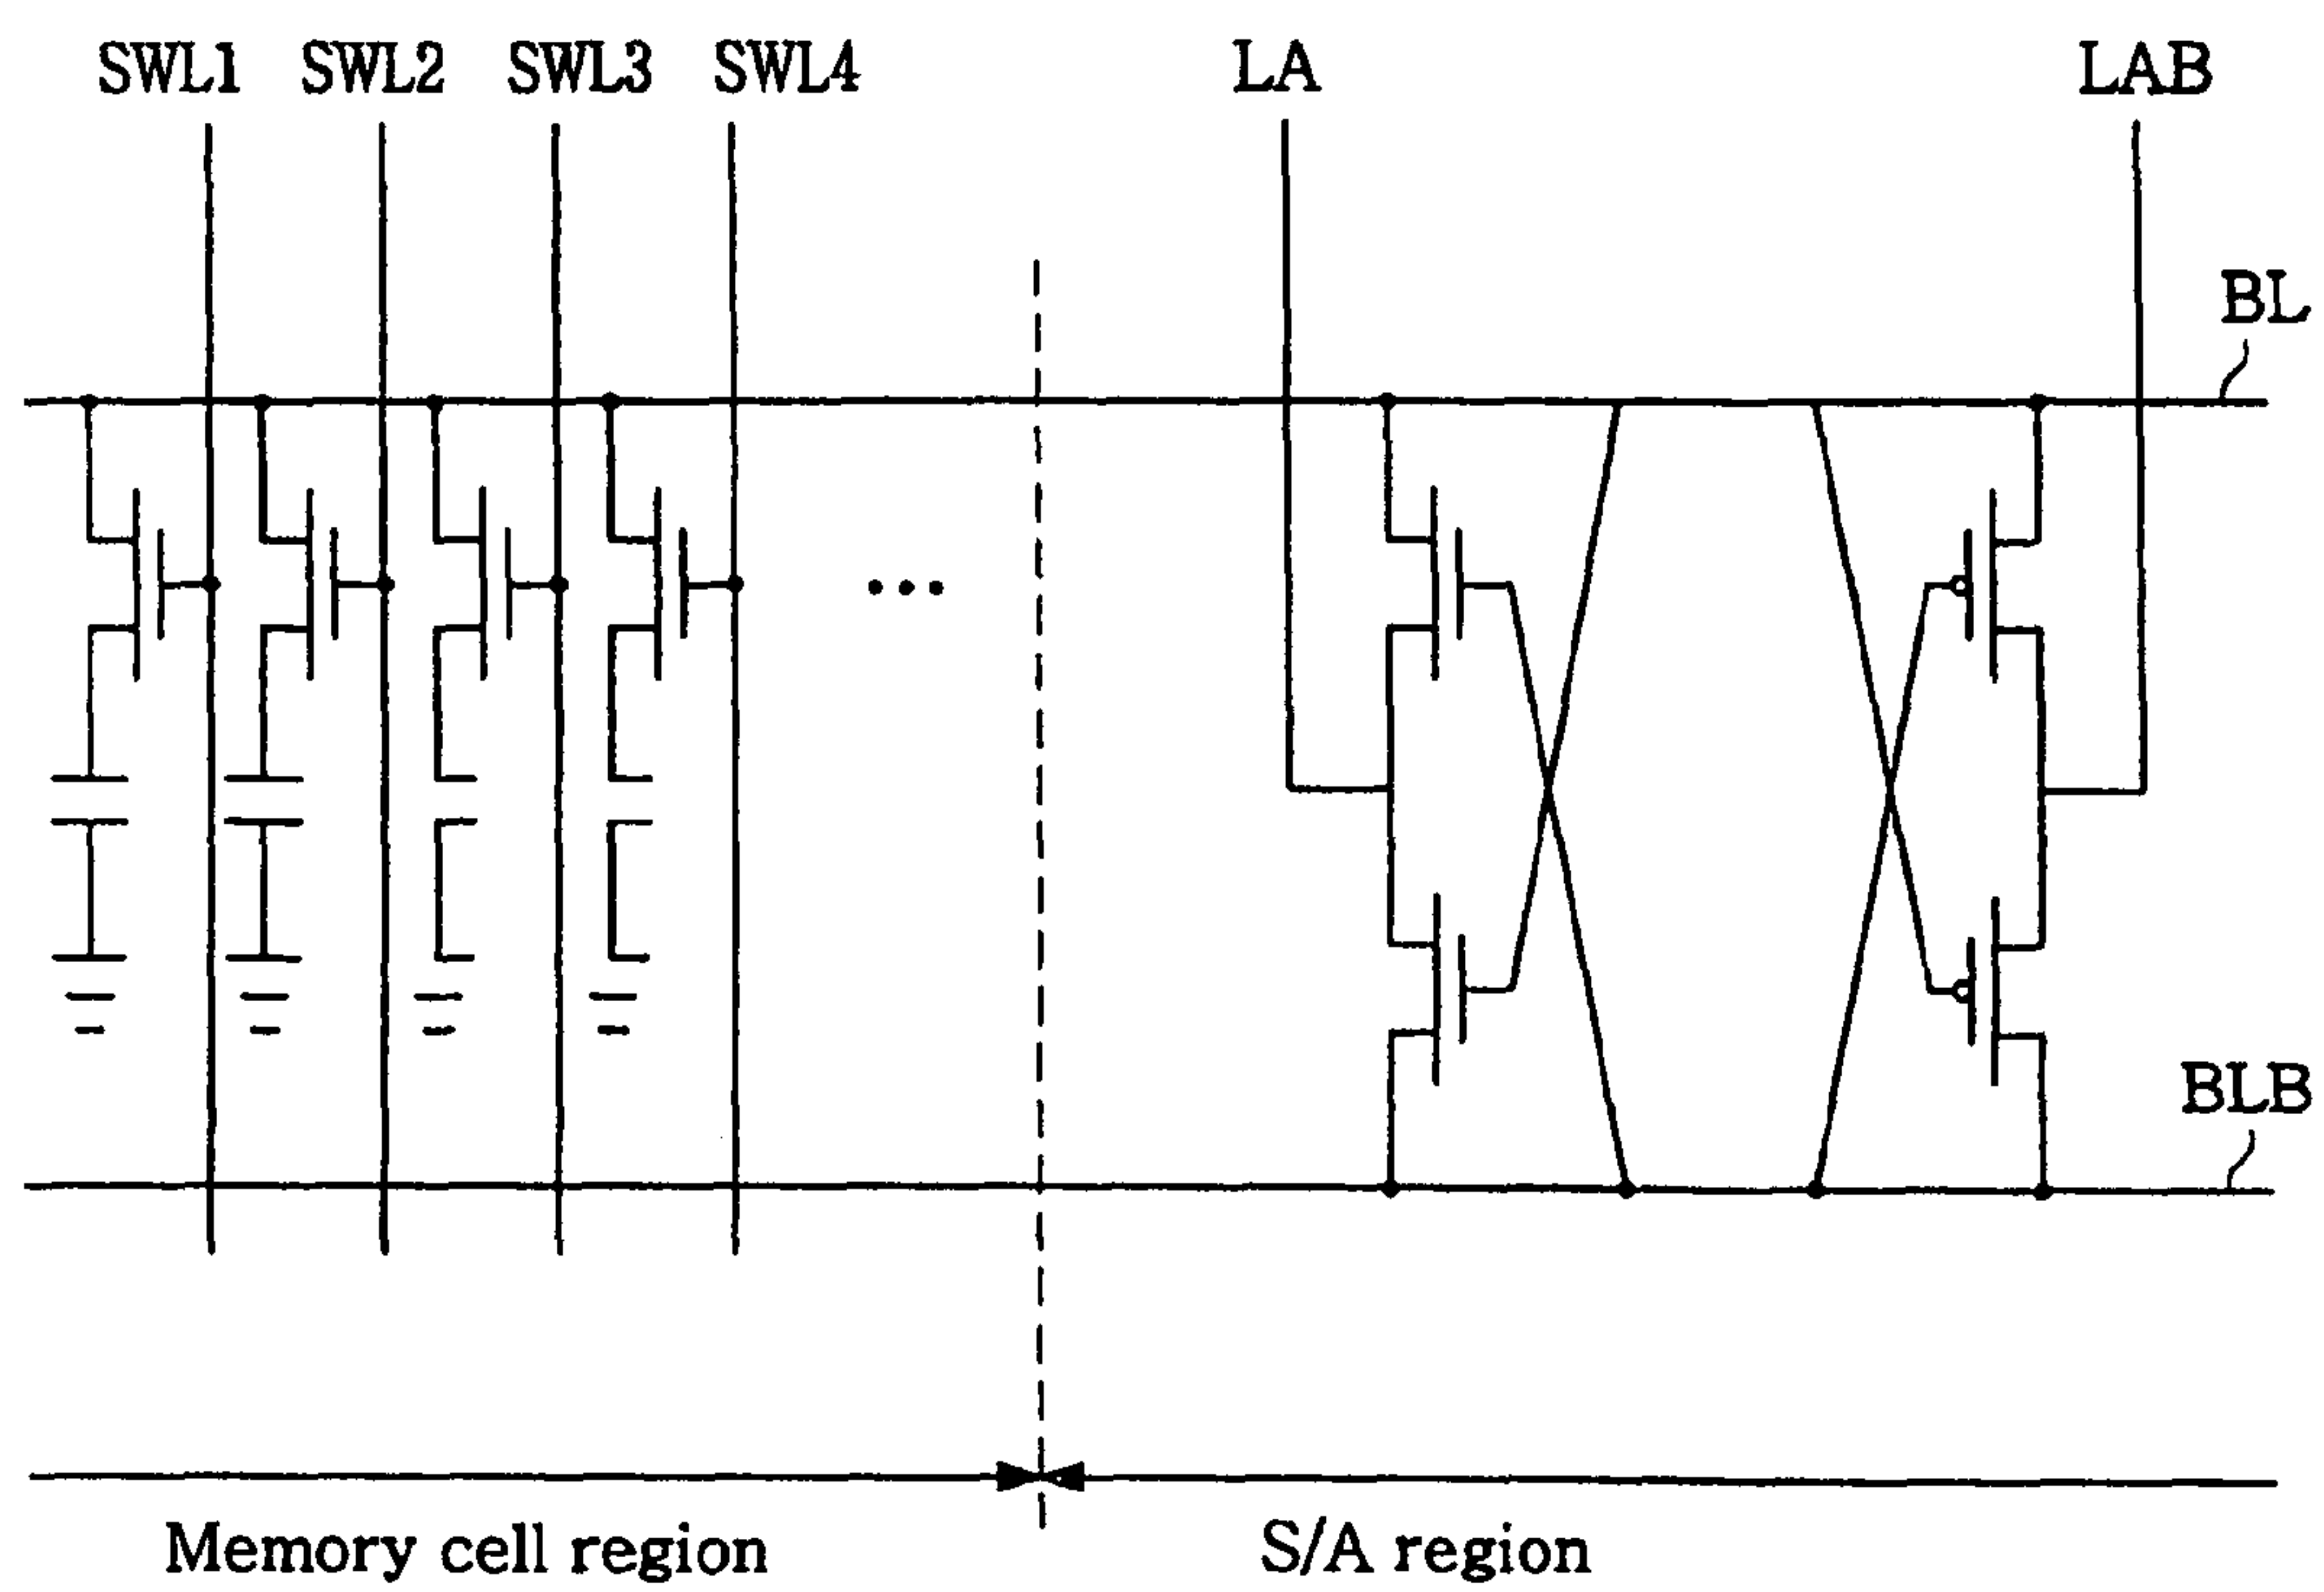 SWL1 SWL2 SWL3 SWL4 LA LAB
BL
BLB
Memory cell region S/A region